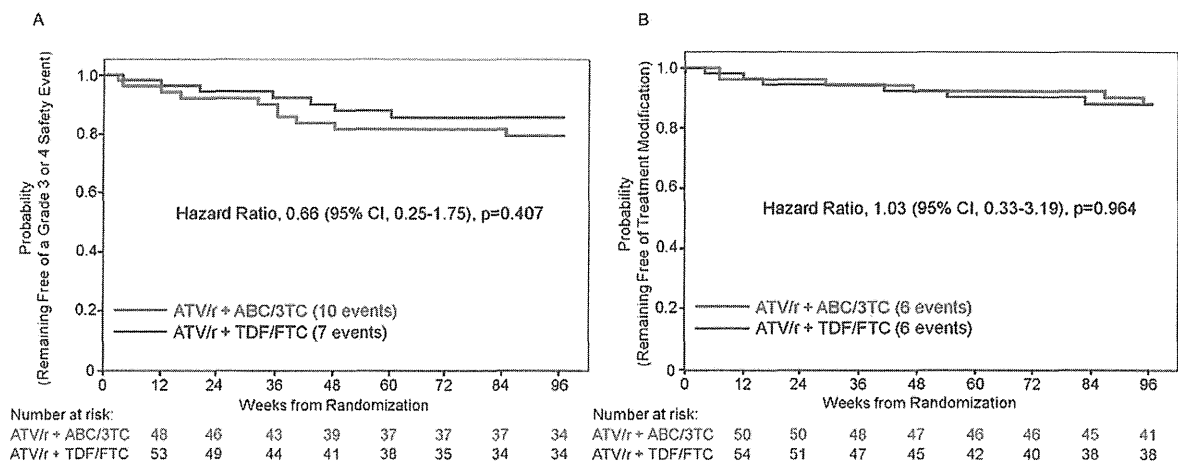 A
B
Probability
(Remaining Free of a Grade 3 or 4 Safety Event)
1.0
0.8
0.6
0.4
0.2
0
Hazard Ratio, 0.66 (95% CI, 0.25-1.75), p=0.407
ATV/r + ABC/3TC (10 events)
ATV/r + TDF/FTC (7 events)
0 12 24 36 48 60 72 84 96
Weeks from Randomization
Number at risk:
ATV/r + ABC/3TC 48 46 43 39 37 37 37 34
ATV/r + TDF/FTC 53 49 44 41 38 35 34 34
Probability
(Remaining Free of Treatment Modification)
1.0
0.8
0.6
0.4
0.2
0
Hazard Ratio, 1.03 (95% CI, 0.33-3.19), p=0.964
ATV/r + ABC/3TC (6 events)
ATV/r + TDF/FTC (6 events)
0 12 24 36 48 60 72 84 96
Weeks from Randomization
Number at risk:
ATV/r + ABC/3TC 50 50 48 47 46 46 45 41
ATV/r + TDF/FTC 54 51 47 45 42 40 38 38